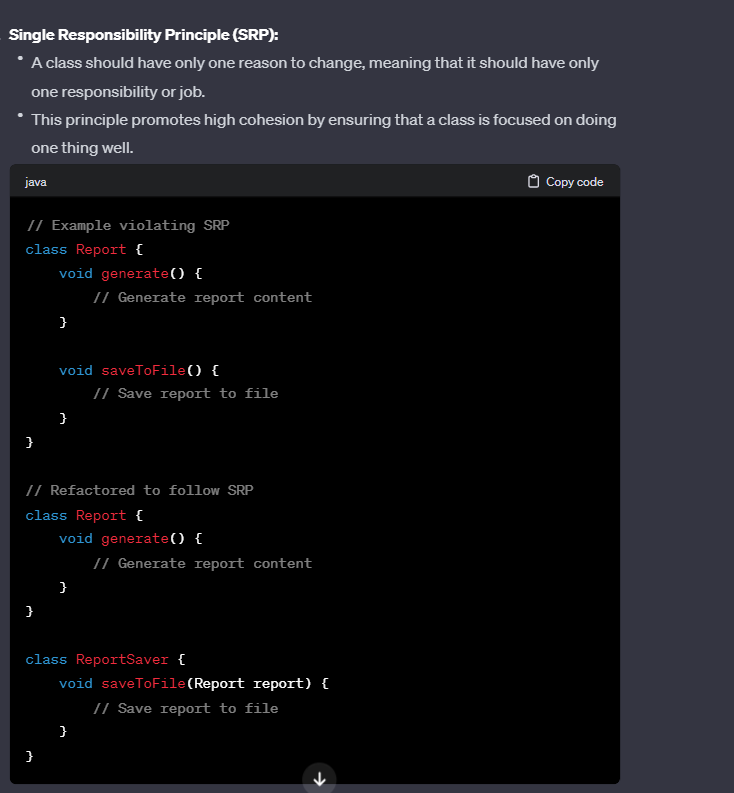 Single Responsibility Principle (SRP):
• A class should have only one reason to change, meaning that it should have only
one responsibility or job.
• This principle promotes high cohesion by ensuring that a class is focused on doing
one thing well.
java
Copy code
// Example violating SRP
class Report {
    void generate() {
        // Generate report content
    }

    void saveToFile() {
        // Save report to file
    }
}

// Refactored to follow SRP
class Report {
    void generate() {
        // Generate report content
    }
}

class ReportSaver {
    void saveToFile(Report report) {
        // Save report to file
    }
}